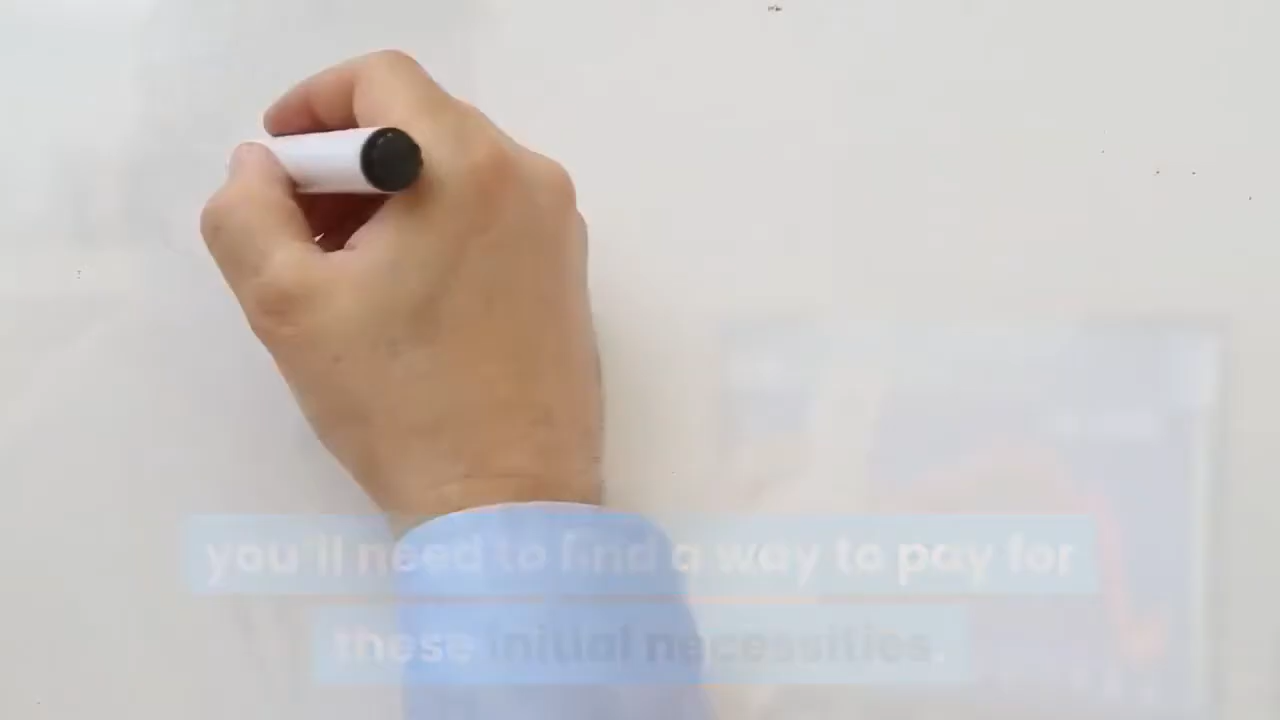 you'll need to find a way to pay for
these initial necessities.